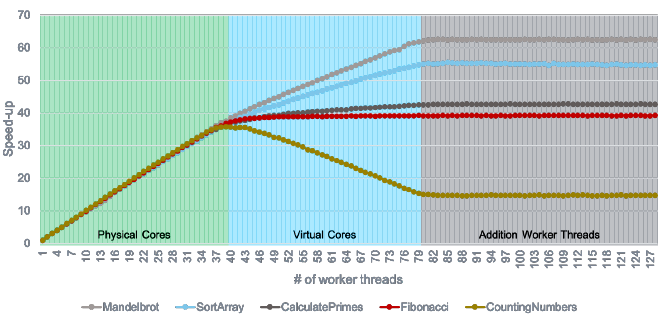 70
60
50
40
30
20
10
0
Speed-up
Physical Cores
Virtual Cores
Addition Worker Threads
1 4 7 10 13 16 19 22 25 28 31 34 37 40 43 46 49 52 55 58 61 64 67 70 73 76 79 82 85 88 91 94 97 100 103 106 109 112 115 118 121 124 127
# of worker threads
Mandelbrot SortArray CalculatePrimes Fibonacci CountingNumbers